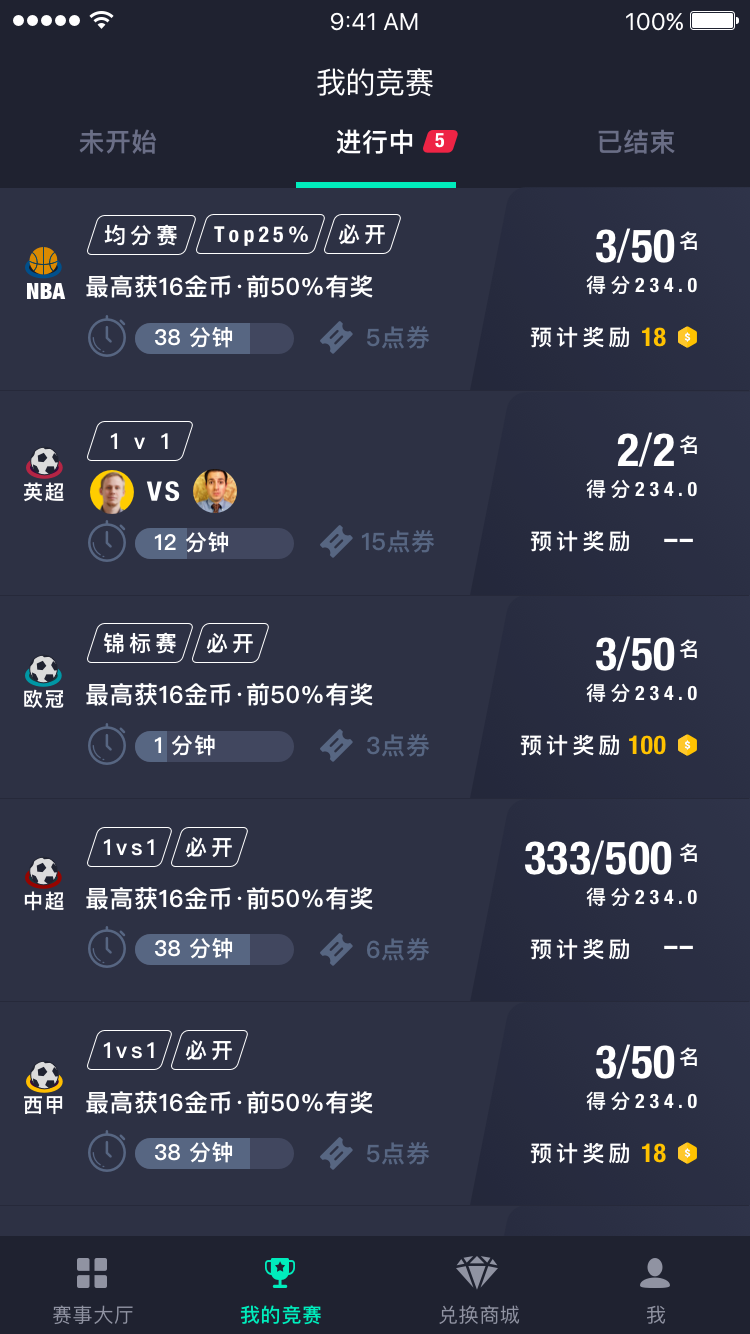 9:41 AM 100%
我的竞赛
未开始 进行中 5 已结束
均分赛 Top25% 必开
3/50名
NBA
最高获16金币·前50%有奖
得分234.0
38 分钟 5点券
预计奖励 18
1 v 1
2/2名
英超
VS
得分234.0
12 分钟 15点券
预计奖励 --
锦标赛 必开
3/50名
欧冠
最高获16金币·前50%有奖
得分234.0
1 分钟 3点券
预计奖励 100
1vs1 必开
333/500名
中超
最高获16金币·前50%有奖
得分234.0
38 分钟 6点券
预计奖励 --
1vs1 必开
3/50名
西甲
最高获16金币·前50%有奖
得分234.0
38 分钟 5点券
预计奖励 18
赛事大厅 我的竞赛 兑换商城 我